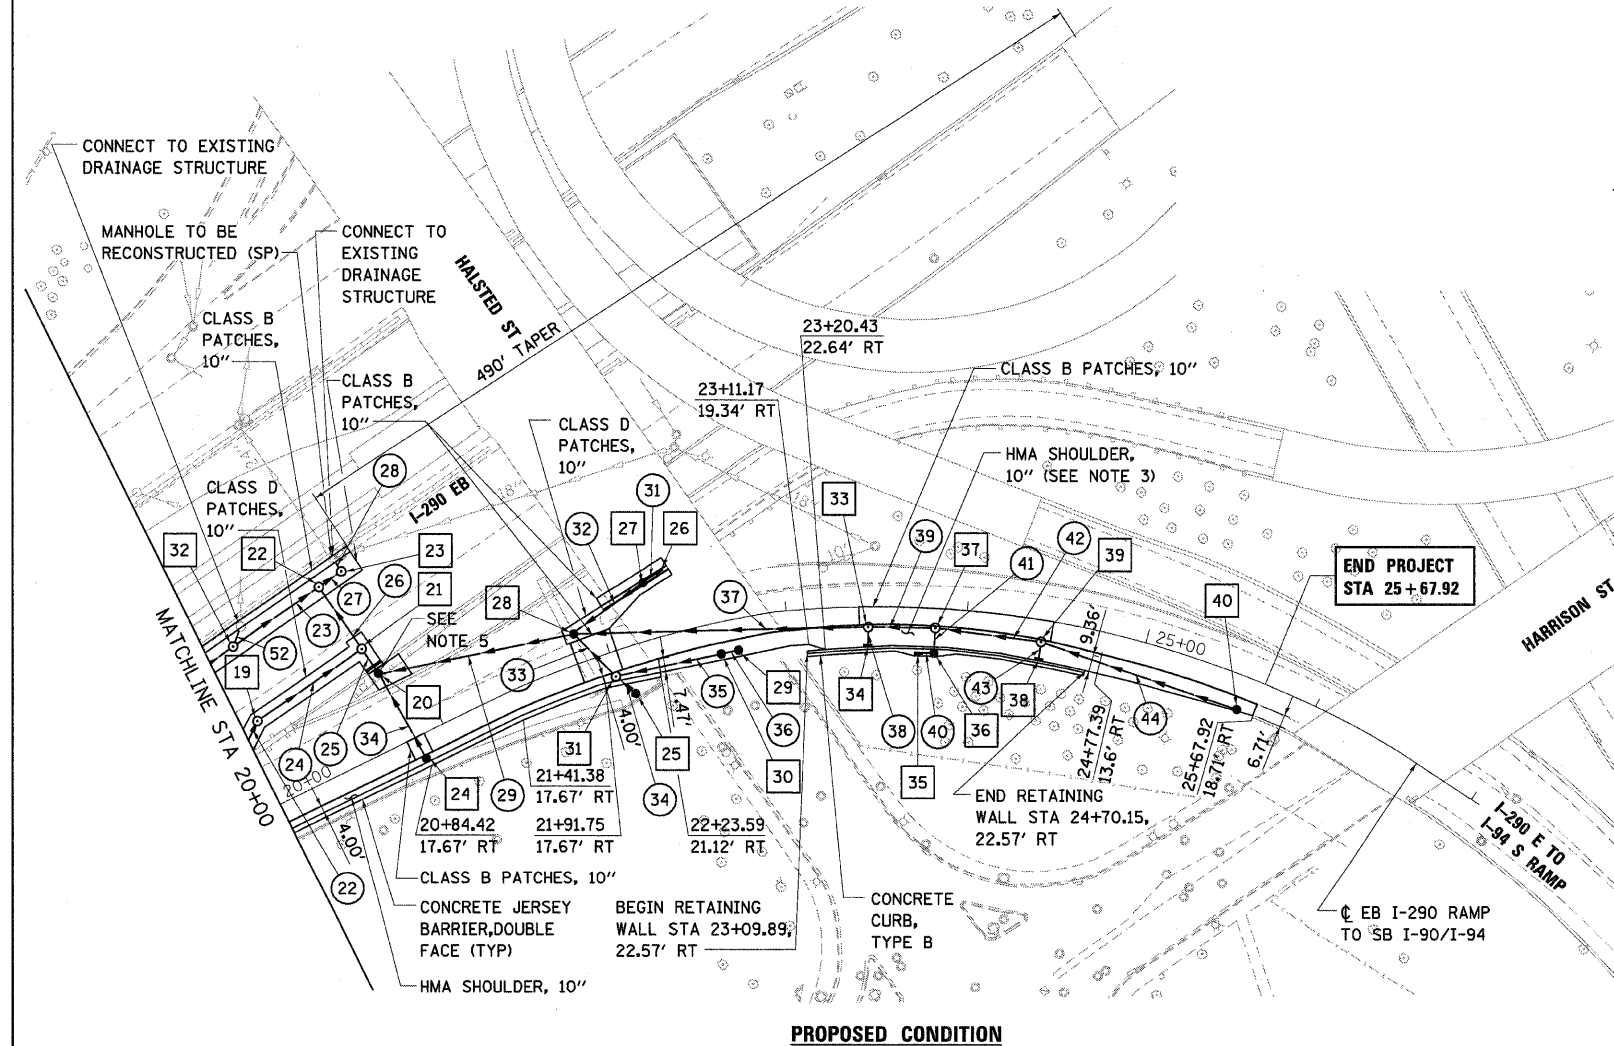 CONNECT TO EXISTING
DRAINAGE STRUCTURE
MANHOLE TO BE
RECONSTRUCTED (SP)
CONNECT TO
EXISTING
DRAINAGE
STRUCTURE
HALSTED ST
490' TAPER
CLASS B
PATCHES,
10"
CLASS B
PATCHES,
10"
CLASS D
PATCHES,
10"
CLASS D
PATCHES,
10"
I-290 EB
23+20.43
22.64' RT
23+11.17
19.34' RT
CLASS B PATCHES, 10"
HMA SHOULDER,
10" (SEE NOTE 3)
END PROJECT
STA 25+67.92
HARRISON ST
28
31
32
27
26
33
39
37
41
42
39
40
32
22
23
26
21
27
23
52
19
SEE
NOTE 5
28
37
33
20
25
34
24
20+00
MATCHLINE STA 20+00
4.00'
22
24
29
31
4.00'
7.47'
25
34
35
29
36
30
34
38
35
40
36
43
38
44
9.36'
25+00
24+77.39
13.6' RT
25+67.92
18.71' RT
6.71'
21+41.38
17.67' RT
20+84.42
17.67' RT
21+91.75
17.67' RT
22+23.59
21.12' RT
CLASS B PATCHES, 10"
CONCRETE JERSEY
BARRIER,DOUBLE
FACE (TYP)
HMA SHOULDER, 10"
BEGIN RETAINING
WALL STA 23+09.89,
22.57' RT
CONCRETE
CURB,
TYPE B
END RETAINING
WALL STA 24+70.15,
22.57' RT
I-290 E TO
I-94 S RAMP
℄ EB I-290 RAMP
TO SB I-90/I-94
PROPOSED CONDITION